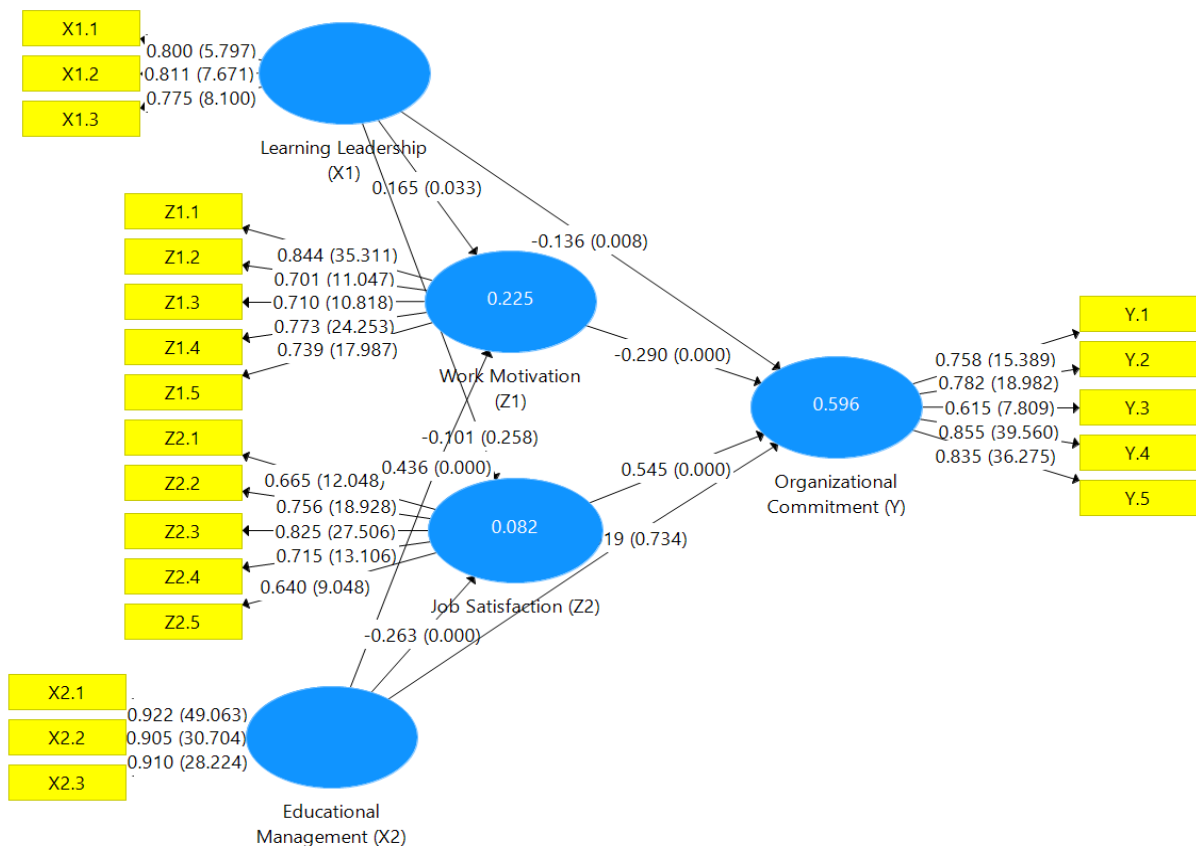 X1.1
0.800 (5.797)
X1.2
0.811 (7.671)
X1.3
0.775 (8.100)
Learning Leadership
(X1)
0.165 (0.033)
-0.136 (0.008)
Z1.1
Z1.2
Z1.3
Z1.4
Z1.5
0.844 (35.311)
0.701 (11.047)
0.710 (10.818)
0.773 (24.253)
0.739 (17.987)
0.225
Work Motivation
(Z1)
-0.290 (0.000)
-0.101 (0.258)
0.436 (0.000)
Z2.1
Z2.2
Z2.3
Z2.4
Z2.5
0.665 (12.048)
0.756 (18.928)
0.825 (27.506)
0.715 (13.106)
0.640 (9.048)
0.082
Job Satisfaction (Z2)
0.545 (0.000)
19 (0.734)
-0.263 (0.000)
0.596
Organizational
Commitment (Y)
0.758 (15.389)
0.782 (18.982)
0.615 (7.809)
0.855 (39.560)
0.835 (36.275)
Y.1
Y.2
Y.3
Y.4
Y.5
X2.1
X2.2
X2.3
0.922 (49.063)
0.905 (30.704)
0.910 (28.224)
Educational
Management (X2)